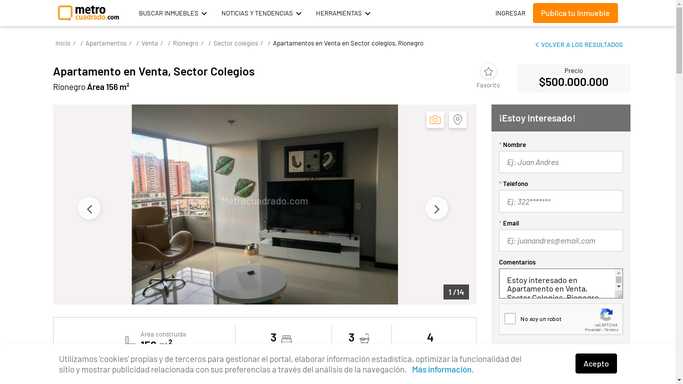 metro
cuadrado.com
BUSCAR INMUEBLES
NOTICIAS Y TENDENCIAS
HERRAMIENTAS
INGRESAR
Publica tu Inmueble
Inicio / / Apartamentos / / Venta / / Rionegro / / Sector colegios / / Apartamentos en Venta en Sector colegios, Rionegro
VOLVER A LOS RESULTADOS
Apartamento en Venta, Sector Colegios
Rionegro Area 156 m²
Favorito
Precio
$500.000.000
Metrocuadrado.com
1 /14
¡Estoy Interesado!
* Nombre
Ej: Juan Andres
* Telefono
Ej: 322*******
* Email
Ej: juanandres@email.com
Comentarios
Estoy interesado en
Apartamento en Venta,
Sector Colegios, Rionegro
No soy un robot
reCAPTCHA
Privacidad - Términos
Área construida
3
3
4
Utilizamos 'cookies' propias y de terceros para gestionar el portal, elaborar información estadística, optimizar la funcionalidad del
sitio y mostrar publicidad relacionada con sus preferencias a través del análisis de la navegación. Más información.
Acepto